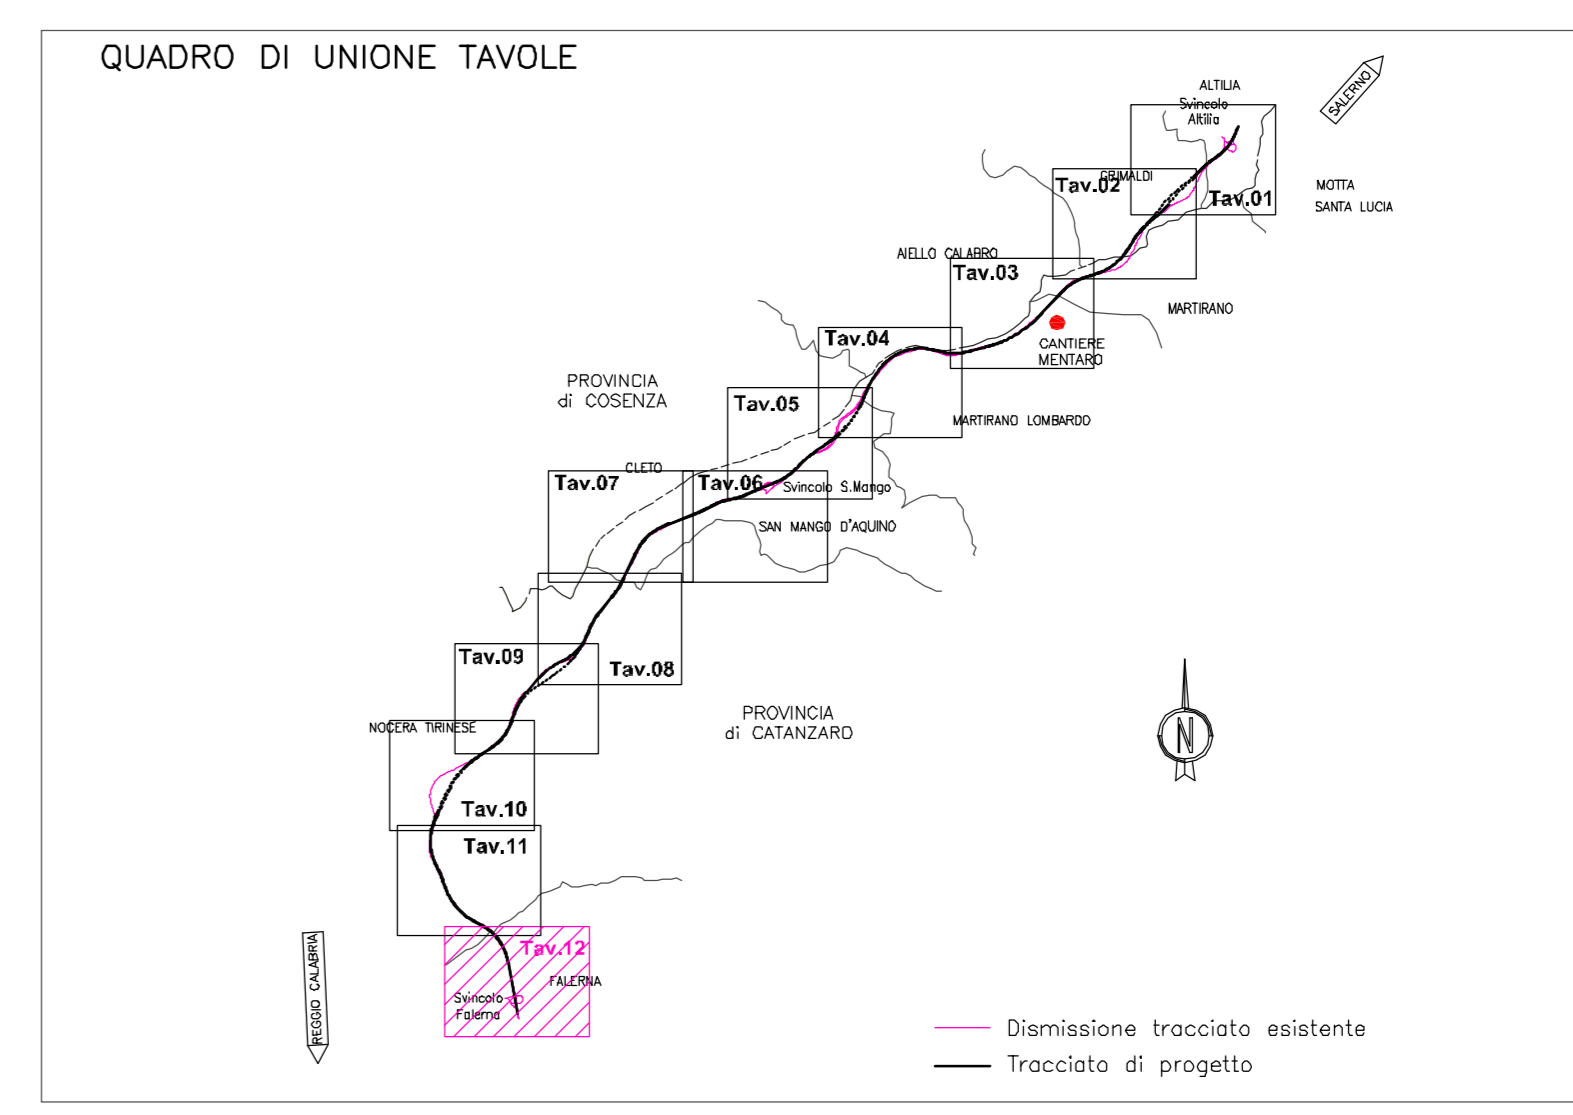 QUADRO DI UNIONE TAVOLE
SALERNO
ALTILIA
Svincolo
Altilia
GRIMALDI
Tav.02
Tav.01
MOTTA
SANTA LUCIA
AIELLO CALABRO
Tav.03
MARTIRANO
Tav.04
CANTIERE
MENTARO
PROVINCIA
di COSENZA
Tav.05
MARTIRANO LOMBARDO
CLETO
Tav.07
Tav.06
Svincolo S.Mango
SAN MANGO D'AQUINO
Tav.09
Tav.08
NOCERA TIRINESE
PROVINCIA
di CATANZARO
N
Tav.10
Tav.11
REGGIO CALABRIA
Tav.12
FALERNA
Svincolo
Falerna
Dismissione tracciato esistente
Tracciato di progetto